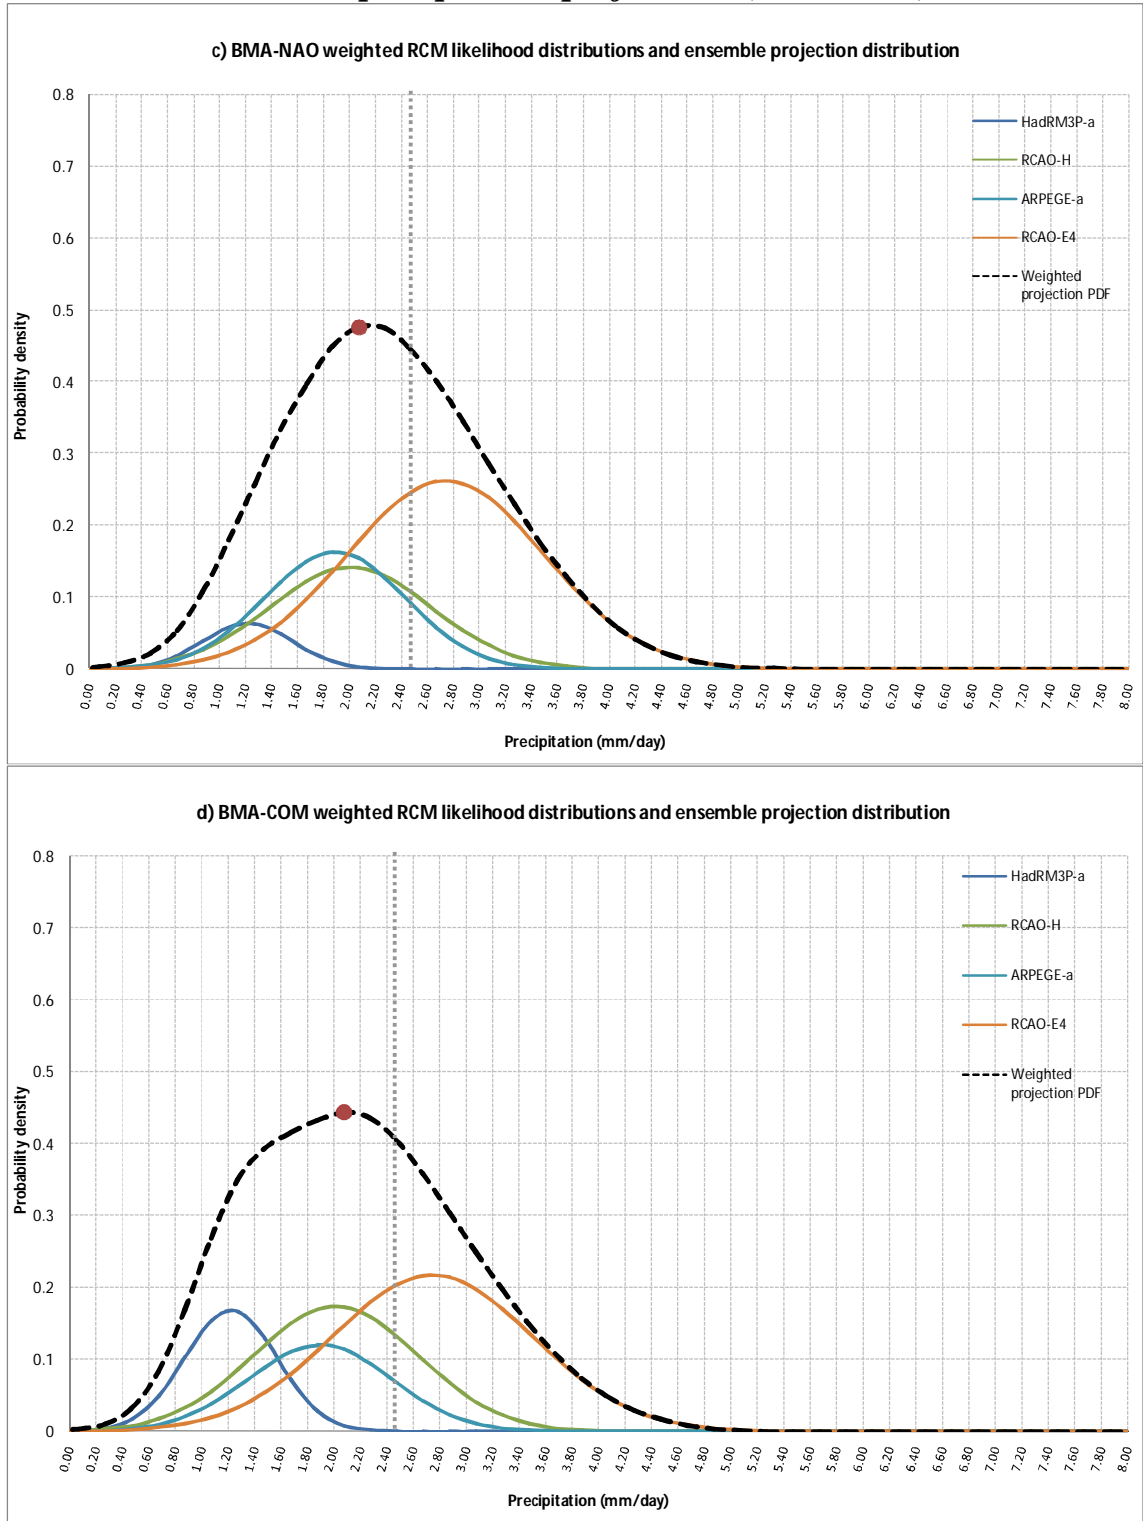 c) BMA-NAO weighted RCM likelihood distributions and ensemble projection distribution
0.8
0.7
0.6
0.5
0.4
0.3
0.2
0.1
0
Probability density
HadRM3P-a
RCAO-H
ARPEGE-a
RCAO-E4
Weighted
projection PDF
0.00 0.20 0.40 0.60 0.80 1.00 1.20 1.40 1.60 1.80 2.00 2.20 2.40 2.60 2.80 3.00 3.20 3.40 3.60 3.80 4.00 4.20 4.40 4.60 4.80 5.00 5.20 5.40 5.60 5.80 6.00 6.20 6.40 6.60 6.80 7.00 7.20 7.40 7.60 7.80 8.00
Precipitation (mm/day)
d) BMA-COM weighted RCM likelihood distributions and ensemble projection distribution
0.8
0.7
0.6
0.5
0.4
0.3
0.2
0.1
0
Probability density
HadRM3P-a
RCAO-H
ARPEGE-a
RCAO-E4
Weighted
projection PDF
0.00 0.20 0.40 0.60 0.80 1.00 1.20 1.40 1.60 1.80 2.00 2.20 2.40 2.60 2.80 3.00 3.20 3.40 3.60 3.80 4.00 4.20 4.40 4.60 4.80 5.00 5.20 5.40 5.60 5.80 6.00 6.20 6.40 6.60 6.80 7.00 7.20 7.40 7.60 7.80 8.00
Precipitation (mm/day)